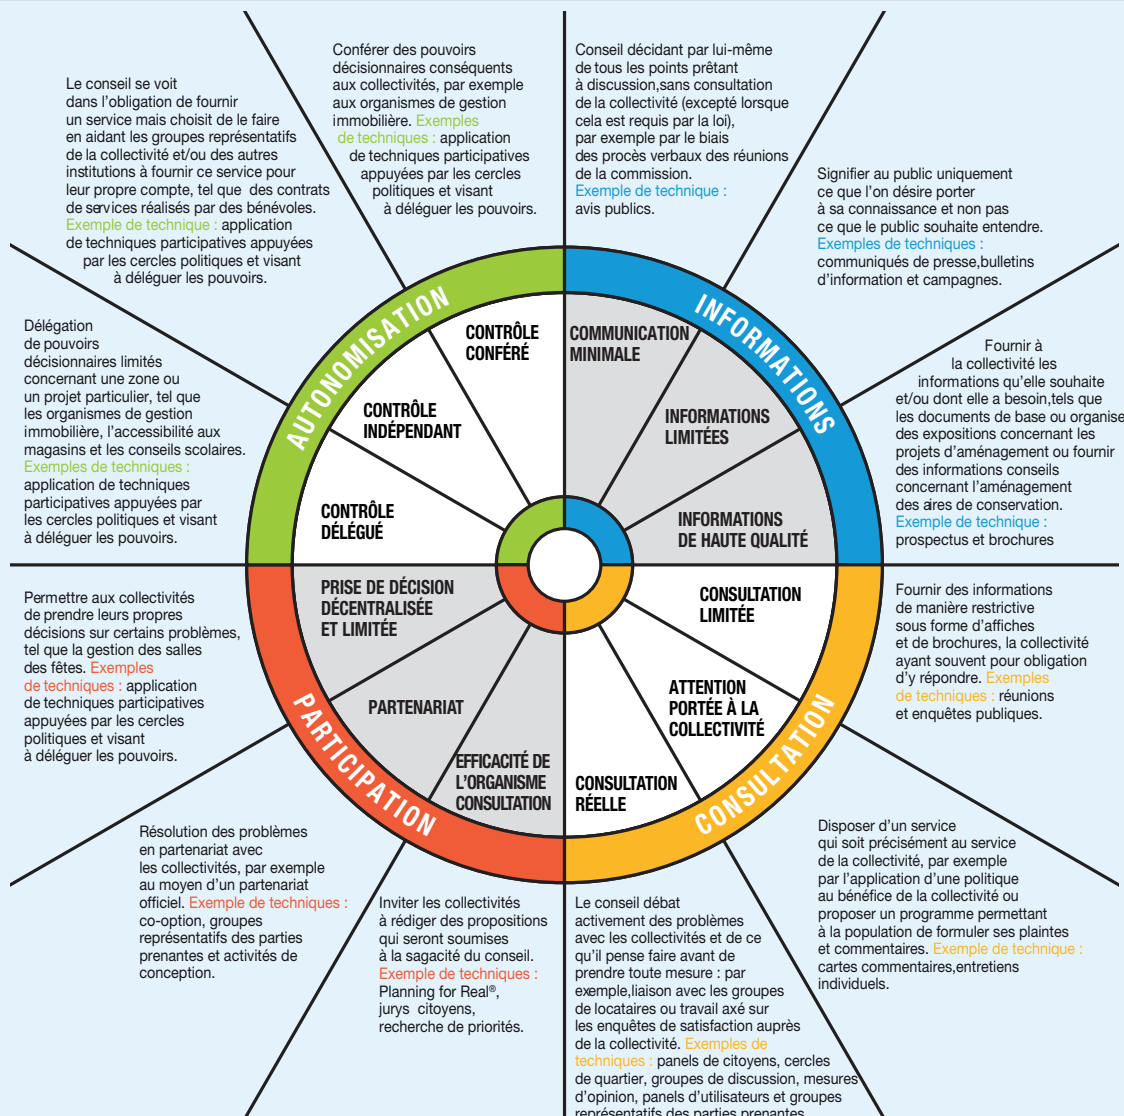 Conférer des pouvoirs
décisionnaires conséquents
aux collectivités, par exemple
aux organismes de gestion
immobilière. Exemples
de techniques : application
de techniques participatives
appuyées par les cercles
politiques et visant
à déléguer les pouvoirs.
Conseil décidant par lui-même
de tous les points prêtant
à discussion,sans consultation
de la collectivité (excepté lorsque
cela est requis par la loi),
par exemple par le biais
des procès verbaux des réunions
de la commission.
Exemple de technique :
avis publics.
Signifier au public uniquement
ce que l'on désire porter
à sa connaissance et non pas
ce que le public souhaite entendre.
Exemples de techniques :
communiqués de presse,bulletins
d'information et campagnes.
Fournir à
la collectivité les
informations qu'elle souhaite
et/ou dont elle a besoin,tels que
les documents de base ou organise
des expositions concernant les
projets d'aménagement ou fournir
des informations conseils
concernant l'aménagement
des aires de conservation.
Exemple de technique :
prospectus et brochures
Fournir des informations
de manière restrictive
sous forme d'affiches
et de brochures, la collectivité
ayant souvent pour obligation
d'y répondre. Exemples
de techniques : réunions
et enquêtes publiques.
Disposer d'un service
qui soit précisément au service
de la collectivité, par exemple
par l'application d'une politique
au bénéfice de la collectivité ou
proposer un programme permettant
à la population de formuler ses plaintes
et commentaires. Exemple de technique :
cartes commentaires,entretiens
individuels.
Le conseil débat
activement des problèmes
avec les collectivités et de ce
qu'il pense faire avant de
prendre toute mesure : par
exemple,liaison avec les groupes
de locataires ou travail axé sur
les enquêtes de satisfaction auprès
de la collectivité. Exemples de
techniques : panels de citoyens, cercles
de quartier, groupes de discussion, mesures
d'opinion, panels d'utilisateurs et groupes
représentatifs des parties prenantes
Inviter les collectivités
à rédiger des propositions
qui seront soumises
à la sagacité du conseil.
Exemple de techniques :
Planning for Real®,
jurys citoyens,
recherche de priorités.
Résolution des problèmes
en partenariat avec
les collectivités, par exemple
au moyen d'un partenariat
officiel. Exemple de techniques :
co-option, groupes
représentatifs des parties
prenantes et activités de
conception.
Permettre aux collectivités
de prendre leurs propres
décisions sur certains problèmes,
tel que la gestion des salles
des fêtes. Exemples
de techniques : application
de techniques participatives
appuyées par les cercles
politiques et visant
à déléguer les pouvoirs.
Délégation
de pouvoirs
décisionnaires limités
concernant une zone ou
un projet particulier, tel que
les organismes de gestion
immobilière, l'accessibilité aux
magasins et les conseils scolaires.
Exemples de techniques :
application de techniques
participatives appuyées par
les cercles politiques et visant
à déléguer les pouvoirs.
Le conseil se voit
dans l'obligation de fournir
un service mais choisit de le faire
en aidant les groupes représentatifs
de la collectivité et/ou des autres
institutions à fournir ce service pour
leur propre compte, tel que des contrats
de services réalisés par des bénévoles.
Exemple de technique : application
de techniques participatives appuyées
par les cercles politiques et visant
à déléguer les pouvoirs.
AUTONOMISATION
CONTRÔLE
CONFÉRÉ
CONTRÔLE
INDÉPENDANT
CONTRÔLE
DÉLÉGUÉ
INFORMATIONS
COMMUNICATION
MINIMALE
INFORMATIONS
LIMITÉES
INFORMATIONS
DE HAUTE QUALITÉ
CONSULTATION
CONSULTATION
LIMITÉE
ATTENTION
PORTÉE À LA
COLLECTIVITÉ
CONSULTATION
RÉELLE
PARTICIPATION
PRISE DE DÉCISION
DÉCENTRALISÉE
ET LIMITÉE
PARTENARIAT
EFFICACITÉ DE
L'ORGANISME
CONSULTATION